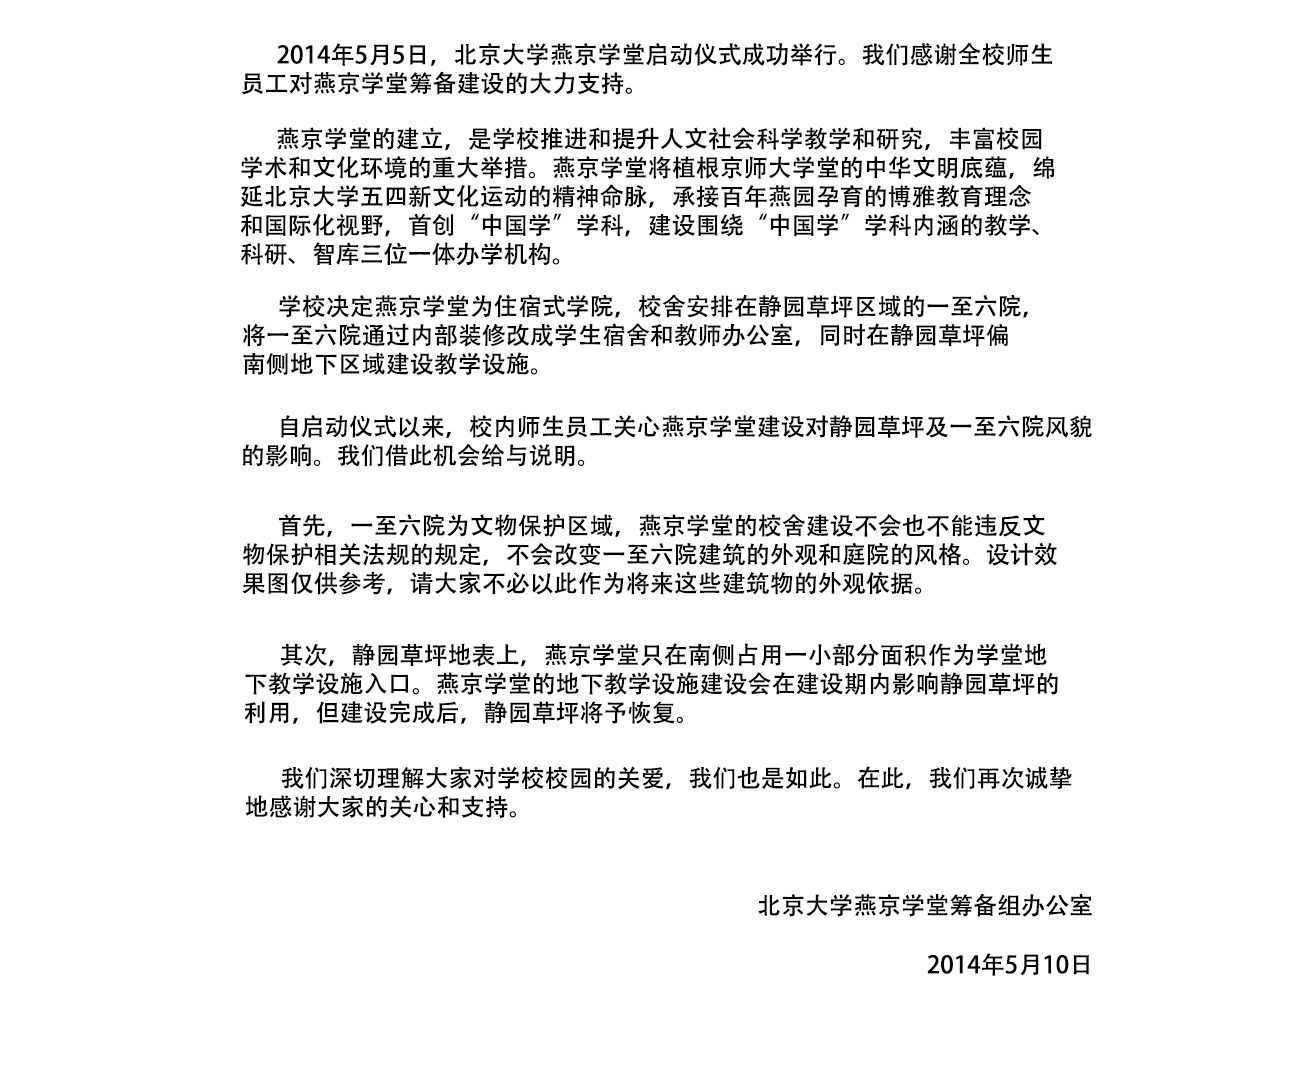 2014年5月5日，北京大学燕京学堂启动仪式成功举行。我们感谢全校师生
员工对燕京学堂筹备建设的大力支持。
燕京学堂的建立，是学校推进和提升人文社会科学教学和研究，丰富校园
学术和文化环境的重大举措。燕京学堂将植根京师大学堂的中华文明底蕴，绵
延北京大学五四新文化运动的精神命脉，承接百年燕园孕育的博雅教育理念
和国际化视野，首创“中国学”学科，建设围绕“中国学”学科内涵的教学、
科研、智库三位一体办学机构。
学校决定燕京学堂为住宿式学院，校舍安排在静园草坪区域的一至六院，
将一至六院通过内部装修改成学生宿舍和教师办公室，同时在静园草坪偏
南侧地下区域建设教学设施。
自启动仪式以来，校内师生员工关心燕京学堂建设对静园草坪及一至六院风貌
的影响。我们借此机会给与说明。
首先，一至六院为文物保护区域，燕京学堂的校舍建设不会也不能违反文
物保护相关法规的规定，不会改变一至六院建筑的外观和庭院的风格。设计效
果图仅供参考，请大家不必以此作为将来这些建筑物的外观依据。
其次，静园草坪地表上，燕京学堂只在南侧占用一小部分面积作为学堂地
下教学设施入口。燕京学堂的地下教学设施建设会在建设期内影响静园草坪的
利用，但建设完成后，静园草坪将予恢复。
我们深切理解大家对学校校园的关爱，我们也是如此。在此，我们再次诚挚
地感谢大家的关心和支持。
北京大学燕京学堂筹备组办公室
2014年5月10日